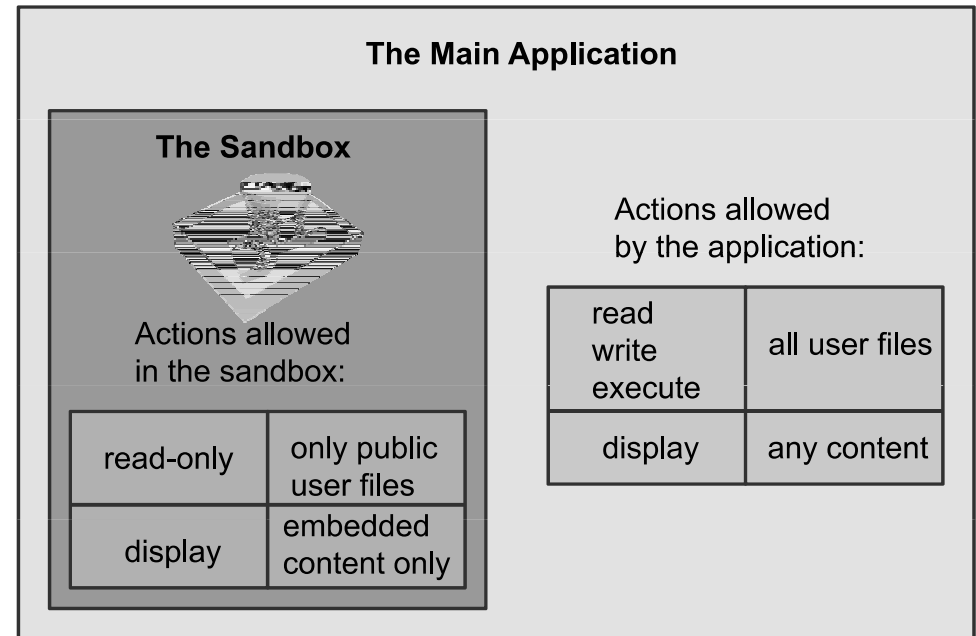 The Main Application
The Sandbox
Actions allowed
in the sandbox:
read-only
only public
user files
display
embedded
content only
Actions allowed
by the application:
read
write
execute
all user files
display
any content